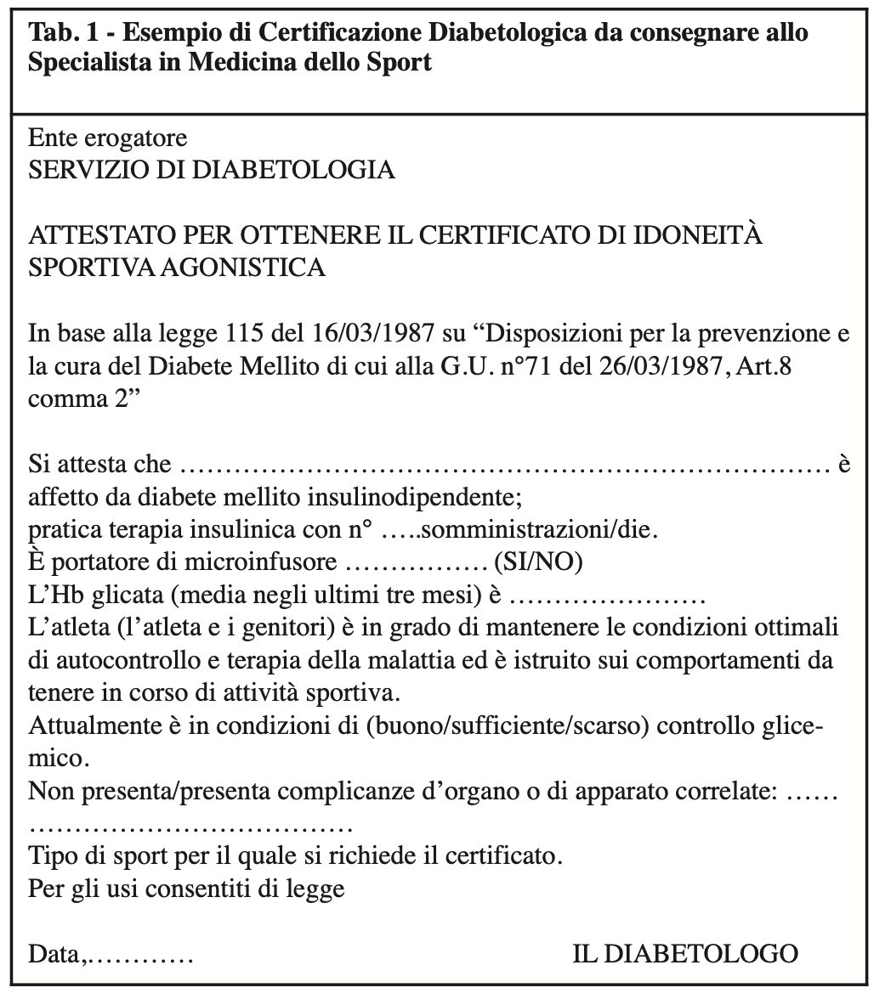 Tab. 1 - Esempio di Certificazione Diabetologica da consegnare allo
Specialista in Medicina dello Sport
Ente erogatore
SERVIZIO DI DIABETOLOGIA
ATTESTATO PER OTTENERE IL CERTIFICATO DI IDONEITÀ
SPORTIVA AGONISTICA
In base alla legge 115 del 16/03/1987 su “Disposizioni per la prevenzione e
la cura del Diabete Mellito di cui alla G.U. n°71 del 26/03/1987, Art.8
comma 2”
Si attesta che ……………………………………………………………… è
affetto da diabete mellito insulinodipendente;
pratica terapia insulinica con n° …..somministrazioni/die.
È portatore di microinfusore ……………. (SI/NO)
L’Hb glicata (media negli ultimi tre mesi) è ………………….
L’atleta (l’atleta e i genitori) è in grado di mantenere le condizioni ottimali
di autocontrollo e terapia della malattia ed è istruito sui comportamenti da
tenere in corso di attività sportiva.
Attualmente è in condizioni di (buono/sufficiente/scarso) controllo glice-
mico.
Non presenta/presenta complicanze d’organo o di apparato correlate: ……
………………………………
Tipo di sport per il quale si richiede il certificato.
Per gli usi consentiti di legge
Data,………… IL DIABETOLOGO